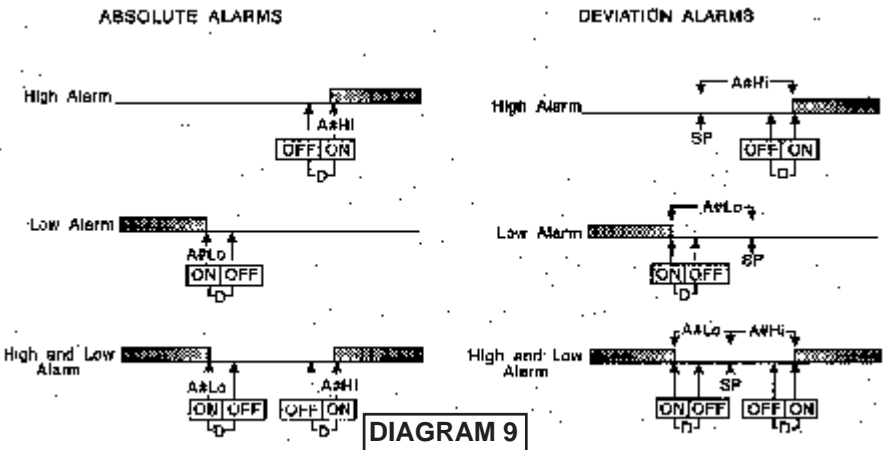 ABSOLUTE ALARMS
High Alarm
A#Hi
OFF ON
D
Low Alarm
A#Lo
ON OFF
D
High and Low
Alarm
A#Lo
A#Hi
ON OFF
OFF ON
D
D
DEVIATION ALARMS
A#Hi
High Alarm
SP
OFF ON
D
A#Lo
Low Alarm
SP
ON OFF
D
A#Lo
A#Hi
High and Low
Alarm
SP
ON OFF
OFF ON
D
D
DIAGRAM 9